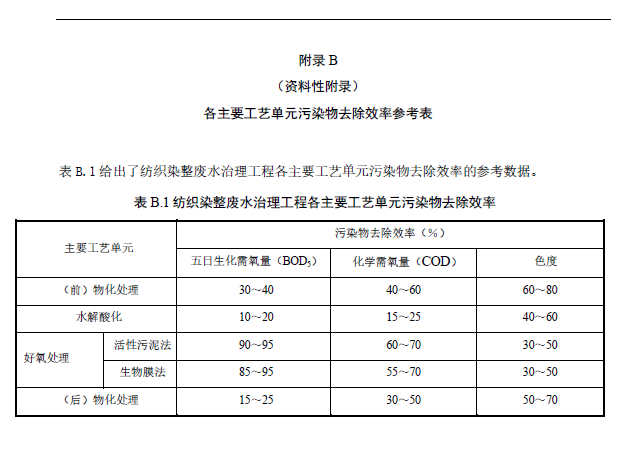 附录 B
（资料性附录）
各主要工艺单元污染物去除效率参考表
表 B.1 给出了纺织染整废水治理工程各主要工艺单元污染物去除效率的参考数据。
表 B.1 纺织染整废水治理工程各主要工艺单元污染物去除效率
主要工艺单元 污染物去除效率（%）
五日生化需氧量（BOD₅） 化学需氧量（COD） 色度
（前）物化处理 30～40 40～60 60～80
水解酸化 10～20 15～25 40～60
好氧处理 活性污泥法 90～95 60～70 30～50
生物膜法 85～95 55～70 30～50
（后）物化处理 15～25 30～50 50～70